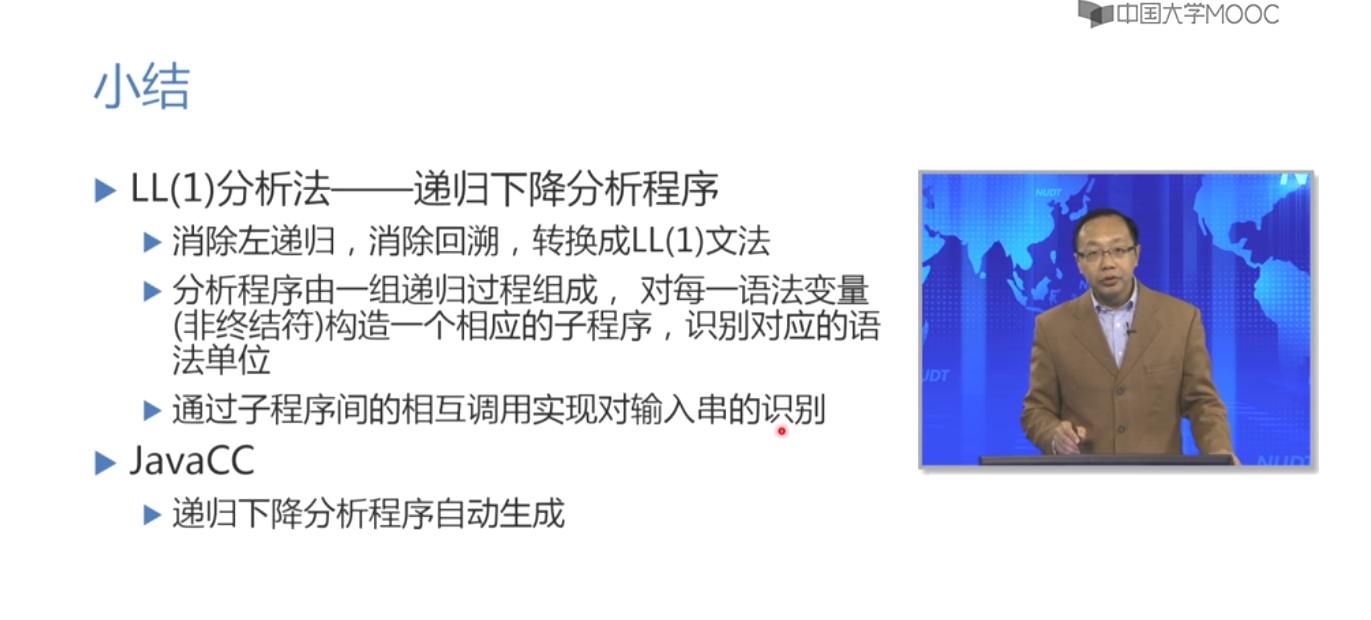 中国大学MOOC
小结
LL(1)分析法——递归下降分析程序
消除左递归，消除回溯，转换成LL(1)文法
分析程序由一组递归过程组成， 对每一语法变量
(非终结符)构造一个相应的子程序，识别对应的语
法单位
通过子程序间的相互调用实现对输入串的识别
JavaCC
递归下降分析程序自动生成
NUDT
NUDT
NUDT